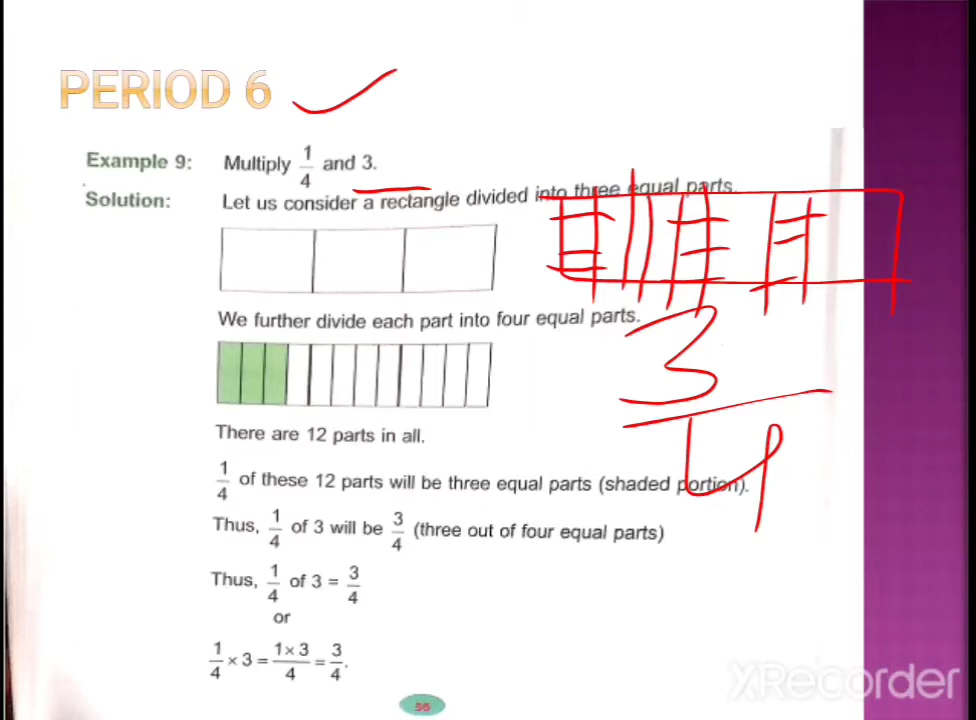 PERIOD 6
Example 9: Multiply 1/4 and 3.
Solution: Let us consider a rectangle divided into three equal parts.
We further divide each part into four equal parts.
3/4
There are 12 parts in all.
1/4 of these 12 parts will be three equal parts (shaded portion).
Thus, 1/4 of 3 will be 3/4 (three out of four equal parts)
Thus, 1/4 of 3 = 3/4
or
1/4 × 3 = 1 × 3/4 = 3/4.
56
XRecorder